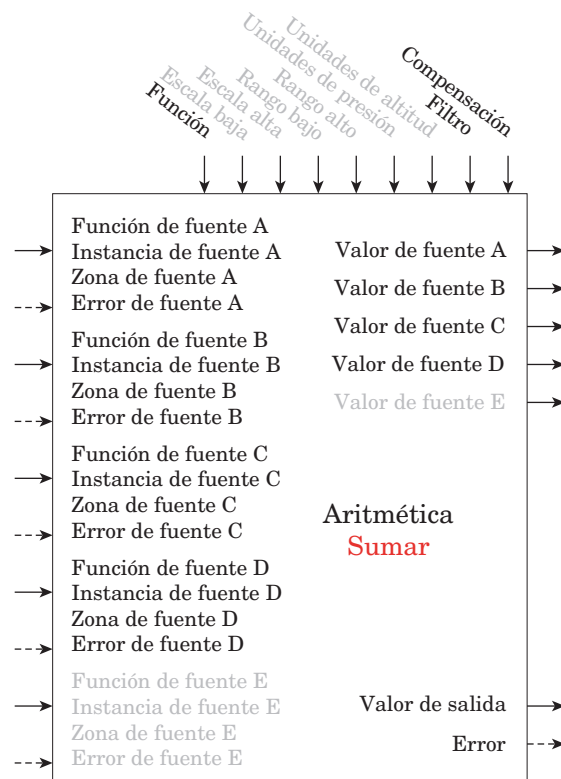 Función
Escala baja
Escala alta
Rango bajo
Rango alto
Unidades de presión
Unidades de altitud
Filtro
Compensación
Función de fuente A
Instancia de fuente A
Zona de fuente A
Error de fuente A
Función de fuente B
Instancia de fuente B
Zona de fuente B
Error de fuente B
Función de fuente C
Instancia de fuente C
Zona de fuente C
Error de fuente C
Función de fuente D
Instancia de fuente D
Zona de fuente D
Error de fuente D
Función de fuente E
Instancia de fuente E
Zona de fuente E
Error de fuente E
Valor de fuente A
Valor de fuente B
Valor de fuente C
Valor de fuente D
Valor de fuente E
Aritmética
Sumar
Valor de salida
Error